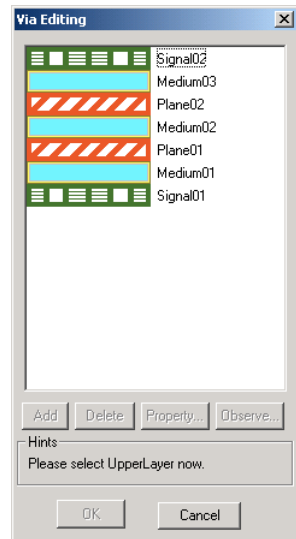 Via Editing
Signal02
Medium03
Plane02
Medium02
Plane01
Medium01
Signal01
Add Delete Property... Observe...
Hints
Please select UpperLayer now.
OK Cancel